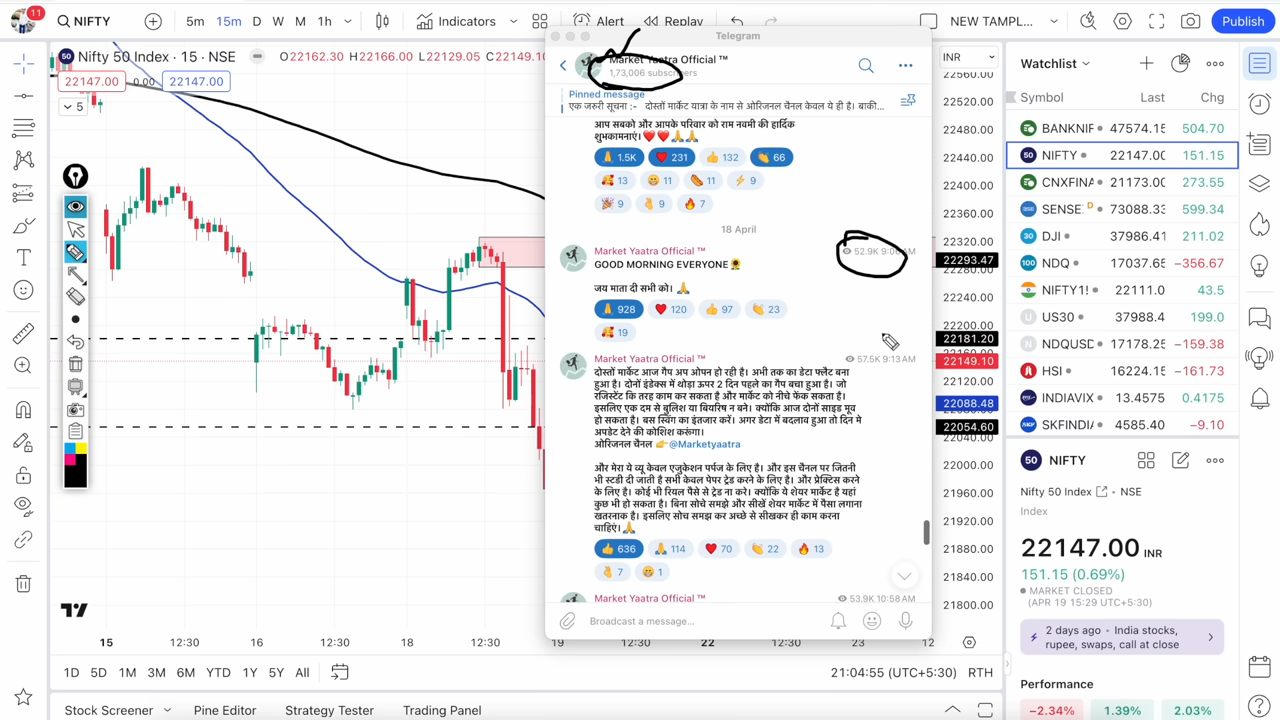 11
NIFTY
5m 15m D W M 1h
Indicators
Alert
Replay
NEW TAMPL...
Publish
Nifty 50 Index · 15 · NSE O22162.30 H22166.00 L22129.05 C22149.10
22147.00 0.00 22147.00
5
Telegram
Market Yaatra Official ™
1,73,006 subscribers
Pinned message
एक जरुरी सूचना :- दोस्तों मार्केट यात्रा के नाम से ओरिजनल चैनल केवल ये ही है। बाकी...
आप सबको और आपके परिवार को राम नवमी की हार्दिक
शुभकामनाएं।❤️❤️🙏🙏
🙏 1.5K ❤️ 231 👍 132 👏 66
🥰 13 😁 11 🌭 11 ⚡ 9
🎉 9 👌 9 🔥 7
18 April
Market Yaatra Official ™
52.9K
GOOD MORNING EVERYONE🌻
जय माता दी सभी को। 🙏
🙏 928 ❤️ 120 👍 97 👏 23
🥰 19
57.5K 9:13 AM
Market Yaatra Official ™
दोस्तों मार्केट आज गैप अप ओपन हो रही है। अभी तक का डेटा फ्लैट बना
हुआ है। दोनों इंडेक्स में थोड़ा ऊपर 2 दिन पहले का गैप बचा हुआ है। जो
रजिस्टेंट कि तरह काम कर सकता है और मार्केट को नीचे फेंक सकता है।
इसलिए एक दम से बुलिश या बियरिष न बने। क्योंकि आज दोनों साइड मूव
हो सकता है। बस स्विंग का इंतजार करें। अगर डेटा में बदलाव हुआ तो दिन मे
अपडेट देने की कोशिश करूंगा।
ओरिजनल चैनल 👉@Marketyaatra
और मेरा ये व्यू केवल एजुकेशन पर्पज के लिए है। और इस चैनल पर जितनी
भी स्टडी दी जाती है सभी केवल पेपर ट्रेड करने के लिए है। और प्रेक्टिस करने
के लिए है। कोई भी रियल पैसे से ट्रेड ना करे। क्योंकि ये शेयर मार्केट है यहां
कुछ भी हो सकता है। बिना सोचे समझे और सीखें शेयर मार्केट में पैसा लगाना
खतरनाक है। इसलिए सोच समझ कर अच्छे से सीखकर ही काम करना
चाहिएं।🙏
👍 636 🙏 114 ❤️ 70 👏 22 🔥 13
👌 7 😁 1
Market Yaatra Official ™
53.9K 10:58 AM
Broadcast a message...
INR
22560.00
22520.00
22480.00
22440.00
22400.00
22360.00
22320.00
22293.47
22280.00
22240.00
22200.00
22181.20
22149.10
22120.00
22088.48
22054.60
22040.00
22000.00
21960.00
21920.00
21880.00
21840.00
21800.00
15 12:30 16 12:30 18 12:30 19 12:30 22 12:30 23 12
1D 5D 1M 3M 6M YTD 1Y 5Y All
21:04:55 (UTC+5:30) RTH
Stock Screener Pine Editor Strategy Tester Trading Panel
Watchlist
Symbol Last Chg
BANKNIF 47574.15 504.70
NIFTY 22147.00 151.15
CNXFINA 21173.00 273.55
SENSE D 73088.33 599.34
DJI 37986.41 211.02
NDQ 17037.65 −356.67
NIFTY1! 22111.0 43.5
US30 37988.4 199.0
NDQUSD 17178.25 −159.38
HSI 16224.15 −161.73
INDIAVIX 13.4575 0.4175
SKFINDIA 4585.40 −9.10
50 NIFTY
Nifty 50 Index NSE
Index
22147.00 INR
151.15 (0.69%)
MARKET CLOSED
(APR 19 15:29 UTC+5:30)
2 days ago · India stocks,
rupee, swaps, call at close
Performance
−2.34% 1.39% 2.03%